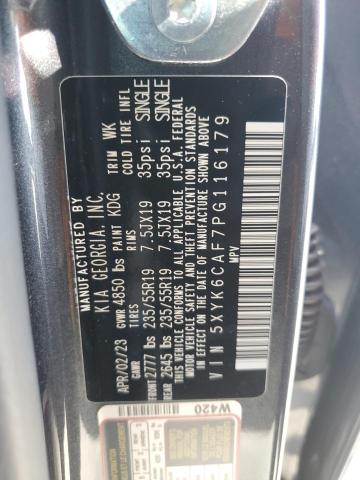 MANUFACTURED BY
KIA GEORGIA, INC.
APR/02/23 GVWR 4850 lbs PAINT KDG TRIM WK
GAWR RIMS COLD TIRE INFL
FRONT 2777 lbs 235/55R19 7.5JX19 35psi SINGLE
REAR 2645 lbs 235/55R19 7.5JX19 35psi SINGLE
THIS VEHICLE CONFORMS TO ALL APPLICABLE U.S.A. FEDERAL
MOTOR VEHICLE SAFETY AND THEFT PREVENTION STANDARDS
IN EFFECT ON THE DATE OF MANUFACTURE SHOWN ABOVE.
VIN 5XYK6CAF7PG116179
MPV
W420